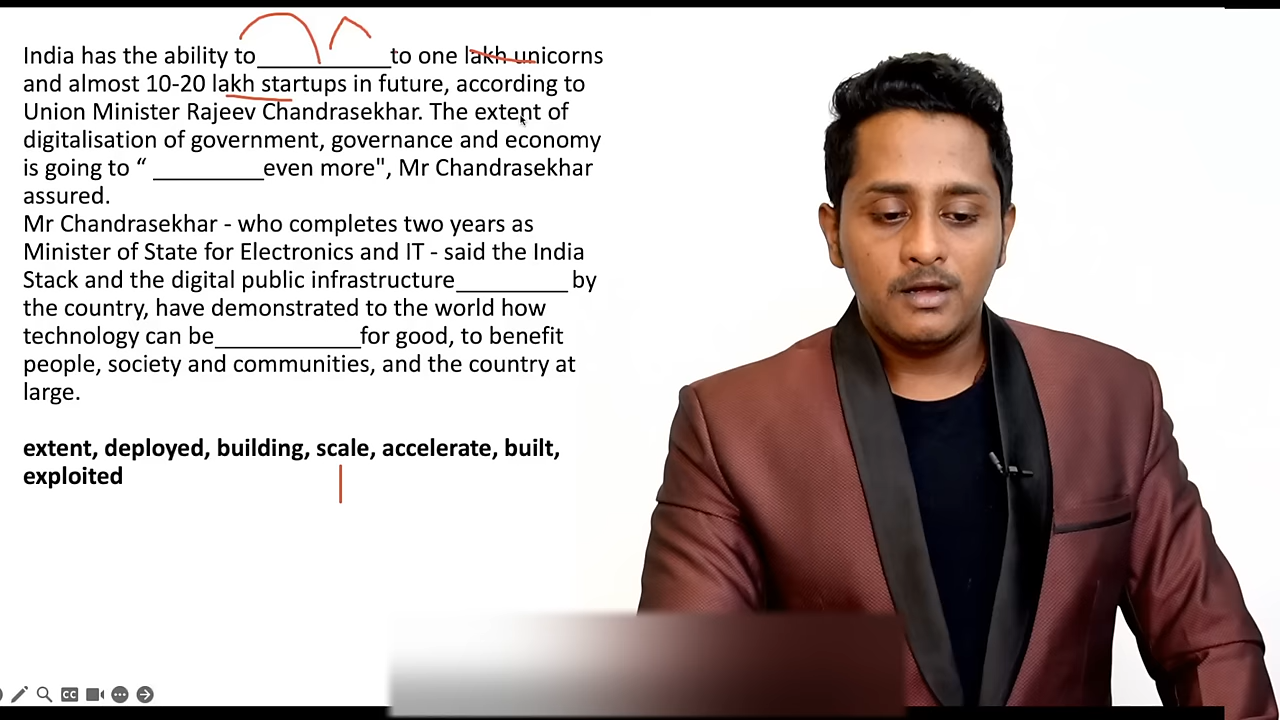 India has the ability to___________to one lakh unicorns
and almost 10-20 lakh startups in future, according to
Union Minister Rajeev Chandrasekhar. The extent of
digitalisation of government, governance and economy
is going to “ _________even more", Mr Chandrasekhar
assured.
Mr Chandrasekhar - who completes two years as
Minister of State for Electronics and IT - said the India
Stack and the digital public infrastructure_________ by
the country, have demonstrated to the world how
technology can be____________for good, to benefit
people, society and communities, and the country at
large.
extent, deployed, building, scale, accelerate, built,
exploited
CC